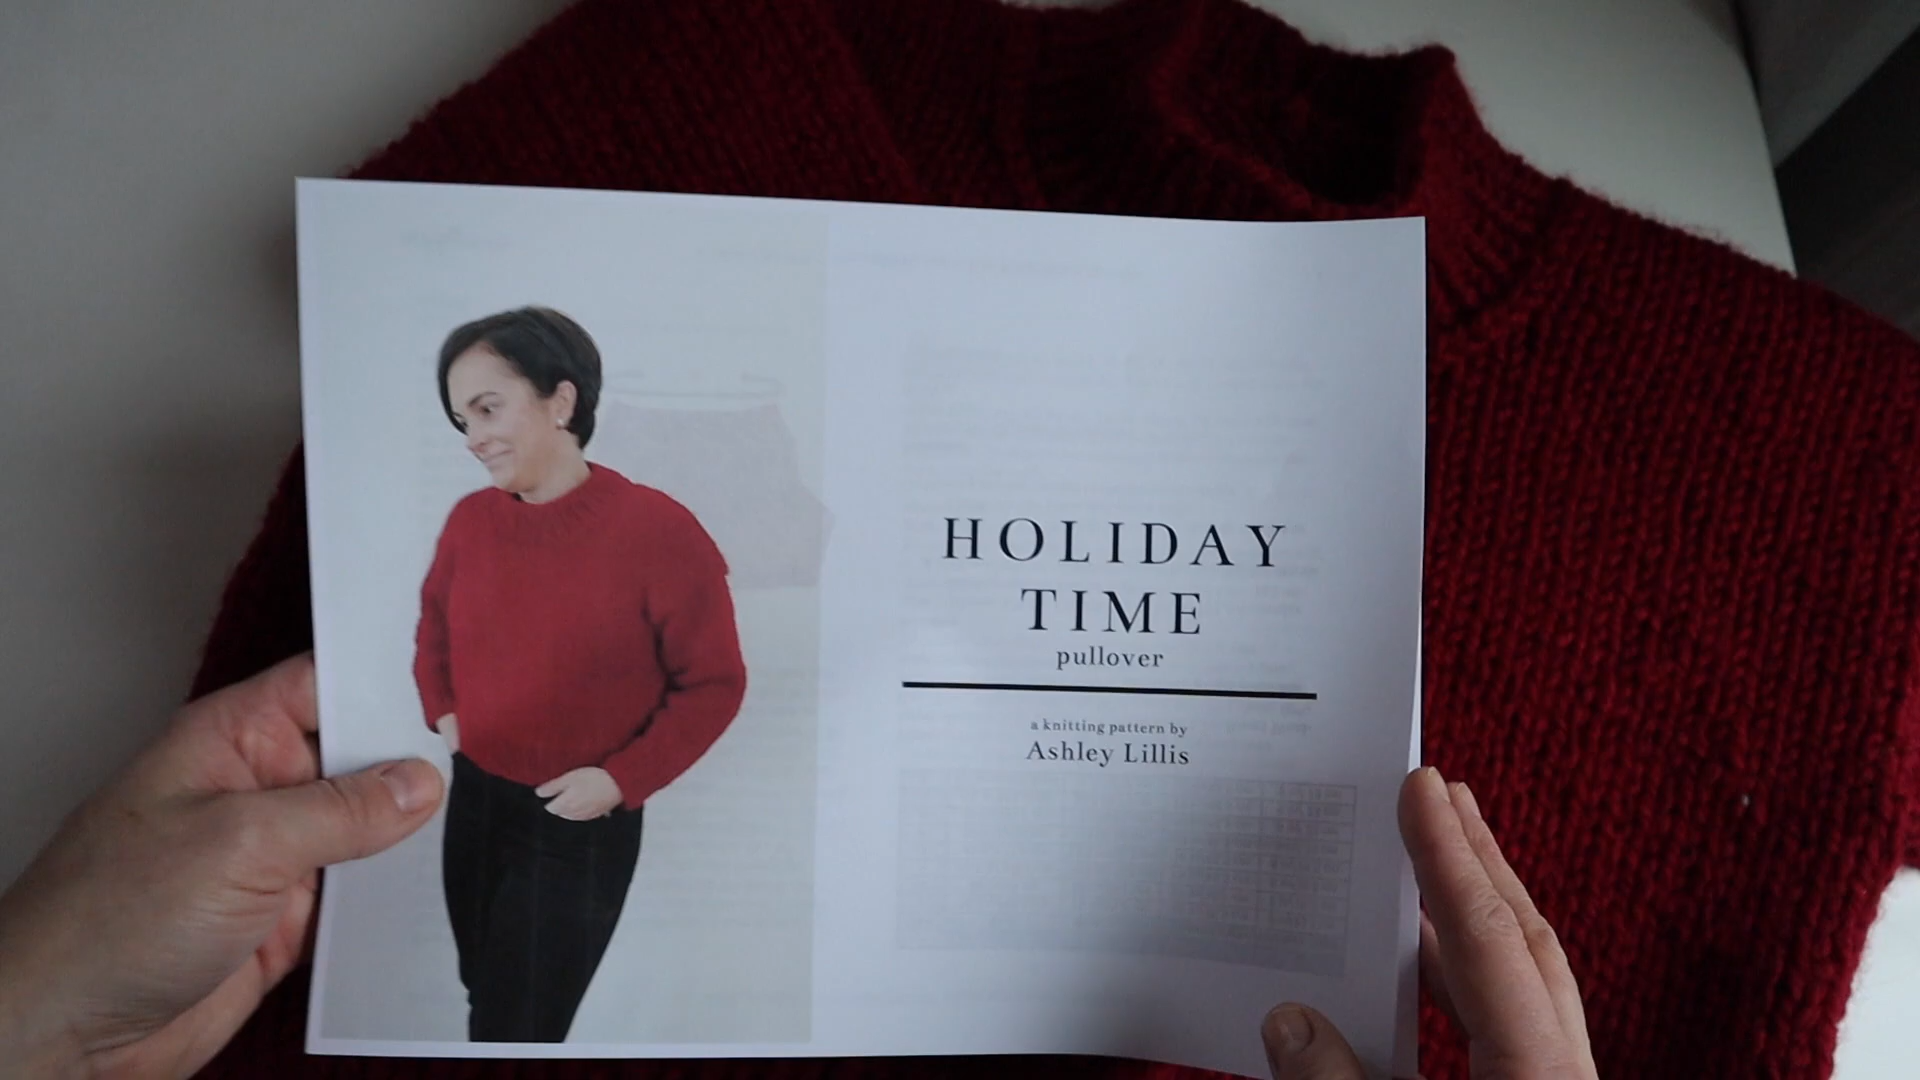 HOLIDAY
TIME
pullover
a knitting pattern by
Ashley Lillis